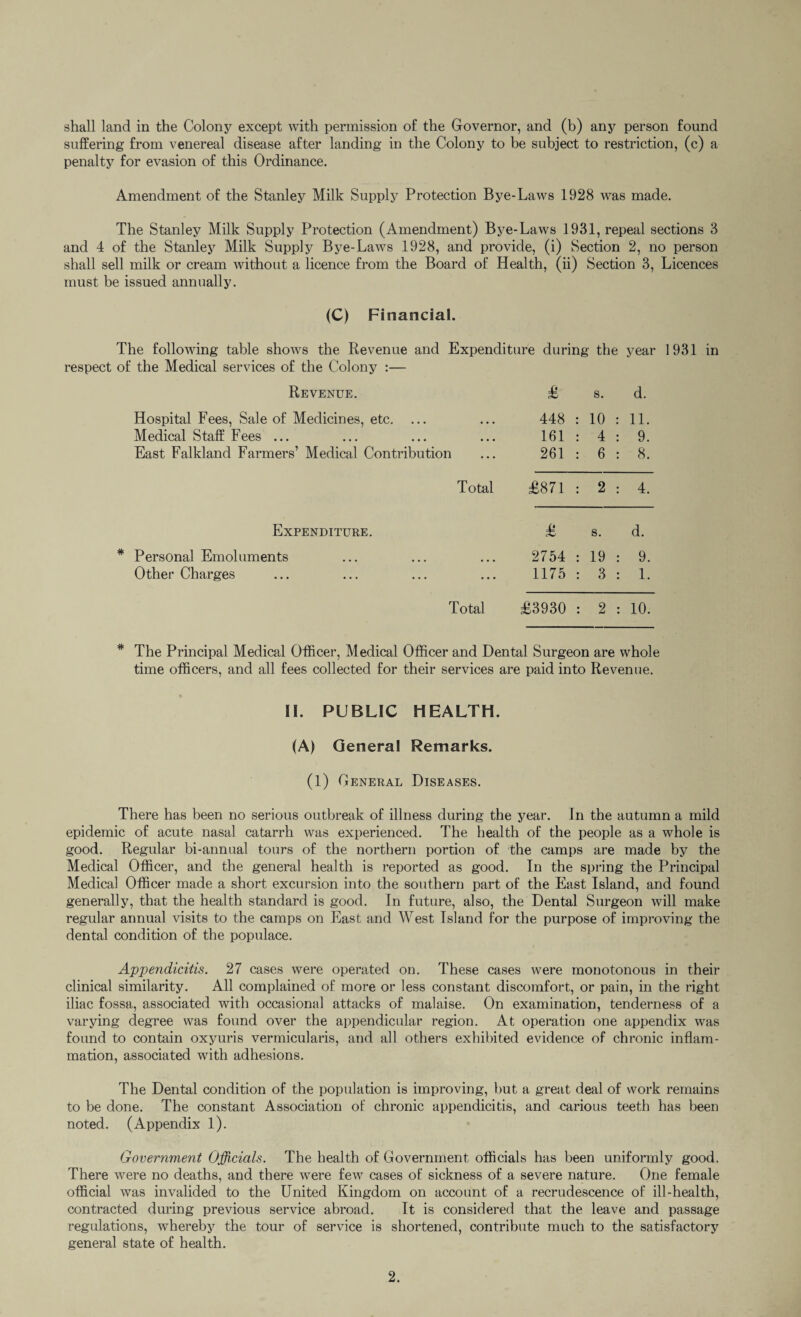 shall land in the Colony except with permission of the Governor, and (b) any person found
suffering from venereal disease after landing in the Colony to be subject to restriction, (c) a
penalty for evasion of this Ordinance.
Amendment of the Stanley Milk Supply Protection Bye-Laws 1928 was made.
The Stanley Milk Supply Protection (Amendment) Bye-Laws 1931, repeal sections 3
and 4 of the Stanley Milk Supply Bye-Laws 1928, and provide, (i) Section 2, no person
shall sell milk or cream without a licence from the Board of Health, (ii) Section 3, Licences
must be issued annually.
(C) Financial.
The following table shows the Revenue and Expenditure during the year 1931 in
respect of the Medical services of the Colony :—
Revenue. £ s. d.
Hospital Fees, Sale of Medicines, etc. ... ... 448 : 10 : 11.
Medical Staff Fees ... ... ... ... 161 : 4 : 9.
East Falkland Farmers' Medical Contribution ... 261 : 6 : 8.
Total £871 : 2 : 4.
Expenditure. £ s. d.
* Personal Emoluments ... ... ... 2754 : 19 : 9.
Other Charges ... ... ... ... 1175 : 3 : 1.
Total £3930 : 2 : 10.
* The Principal Medical Officer, Medical Officer and Dental Surgeon are whole
time officers, and all fees collected for their services are paid into Revenue.
II. PUBLIC HEALTH.
(A) General Remarks.
(1) General Diseases.
There has been no serious outbreak of illness during the year. In the autumn a mild
epidemic of acute nasal catarrh was experienced. The health of the people as a whole is
good. Regular bi-annual tours of the northern portion of the camps are made by the
Medical Officer, and the general health is reported as good. In the spring the Principal
Medical Officer made a short excursion into the southern part of the East Island, and found
generally, that the health standard is good. In future, also, the Dental Surgeon will make
regular annual visits to the camps on East and West Island for the purpose of improving the
dental condition of the populace.
Appendicitis. 27 cases were operated on. These cases were monotonous in their
clinical similarity. All complained of more or less constant discomfort, or pain, in the right
iliac fossa, associated with occasional attacks of malaise. On examination, tenderness of a
varying degree was found over the appendicular region. At operation one appendix was
found to contain oxyuris vermicularis, and all others exhibited evidence of chronic inflam-
mation, associated with adhesions.
The Dental condition of the population is improving, but a great deal of work remains
to be done. The constant Association of chronic appendicitis, and carious teeth has been
noted. (Appendix 1).
Government Officials. The health of Government officials has been uniformly good.
There were no deaths, and there were few cases of sickness of a severe nature. One female
official was invalided to the United Kingdom on account of a recrudescence of ill-health,
contracted during previous service abroad. It is considered that the leave and passage
regulations, whereby the tour of service is shortened, contribute much to the satisfactory
general state of health.
2.